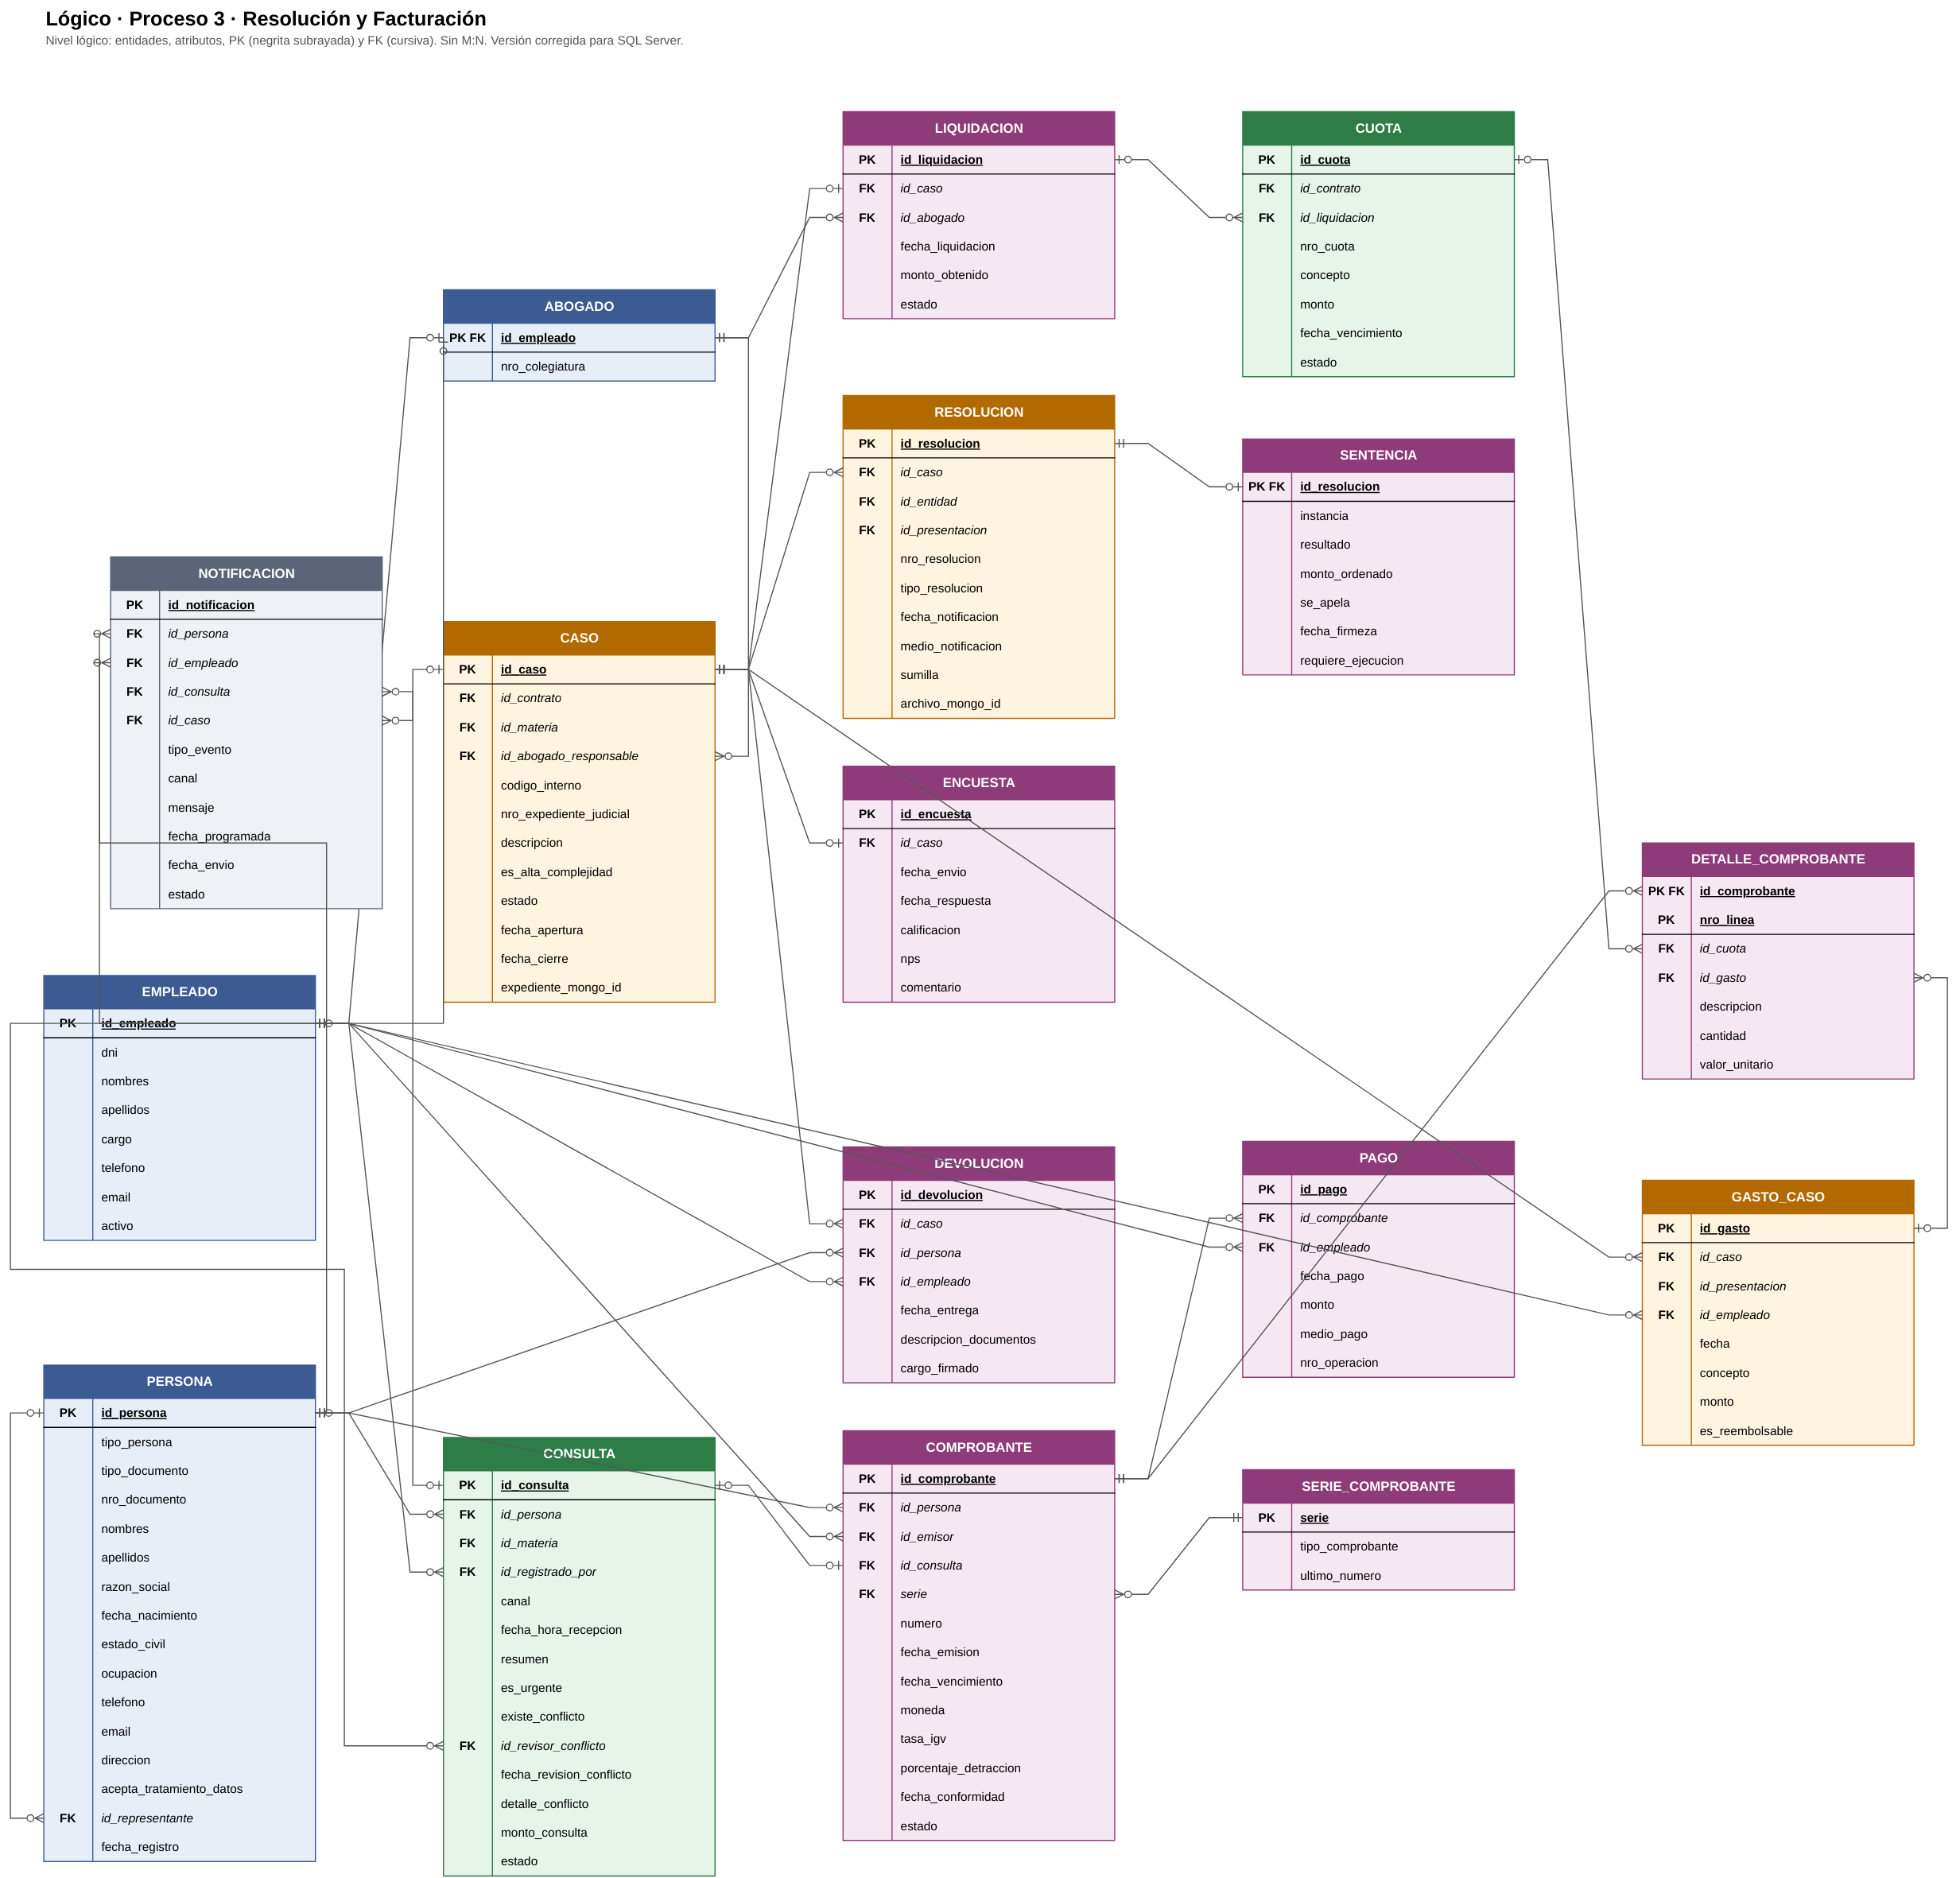 Lógico · Proceso 3 · Resolución y Facturación
Nivel lógico: entidades, atributos, PK (negrita subrayada) y FK (cursiva). Sin M:N. Versión corregida para SQL Server.
LIQUIDACION
PK id_liquidacion
FK id_caso
FK id_abogado
fecha_liquidacion
monto_obtenido
estado
CUOTA
PK id_cuota
FK id_contrato
FK id_liquidacion
nro_cuota
concepto
monto
fecha_vencimiento
estado
ABOGADO
PK FK id_empleado
nro_colegiatura
RESOLUCION
PK id_resolucion
FK id_caso
FK id_entidad
FK id_presentacion
nro_resolucion
tipo_resolucion
fecha_notificacion
medio_notificacion
sumilla
archivo_mongo_id
SENTENCIA
PK FK id_resolucion
instancia
resultado
monto_ordenado
se_apela
fecha_firmeza
requiere_ejecucion
NOTIFICACION
PK id_notificacion
FK id_persona
FK id_empleado
FK id_consulta
FK id_caso
tipo_evento
canal
mensaje
fecha_programada
fecha_envio
estado
CASO
PK id_caso
FK id_contrato
FK id_materia
FK id_abogado_responsable
codigo_interno
nro_expediente_judicial
descripcion
es_alta_complejidad
estado
fecha_apertura
fecha_cierre
expediente_mongo_id
ENCUESTA
PK id_encuesta
FK id_caso
fecha_envio
fecha_respuesta
calificacion
nps
comentario
DETALLE_COMPROBANTE
PK FK id_comprobante
PK nro_linea
FK id_cuota
FK id_gasto
descripcion
cantidad
valor_unitario
EMPLEADO
PK id_empleado
dni
nombres
apellidos
cargo
telefono
email
activo
DEVOLUCION
PK id_devolucion
FK id_caso
FK id_persona
FK id_empleado
fecha_entrega
descripcion_documentos
cargo_firmado
PAGO
PK id_pago
FK id_comprobante
FK id_empleado
fecha_pago
monto
medio_pago
nro_operacion
GASTO_CASO
PK id_gasto
FK id_caso
FK id_presentacion
FK id_empleado
fecha
concepto
monto
es_reembolsable
PERSONA
PK id_persona
tipo_persona
tipo_documento
nro_documento
nombres
apellidos
razon_social
fecha_nacimiento
estado_civil
ocupacion
telefono
email
direccion
acepta_tratamiento_datos
FK id_representante
fecha_registro
CONSULTA
PK id_consulta
FK id_persona
FK id_materia
FK id_registrado_por
canal
fecha_hora_recepcion
resumen
es_urgente
existe_conflicto
FK id_revisor_conflicto
fecha_revision_conflicto
detalle_conflicto
monto_consulta
estado
COMPROBANTE
PK id_comprobante
FK id_persona
FK id_emisor
FK id_consulta
FK serie
numero
fecha_emision
fecha_vencimiento
moneda
tasa_igv
porcentaje_detraccion
fecha_conformidad
estado
SERIE_COMPROBANTE
PK serie
tipo_comprobante
ultimo_numero